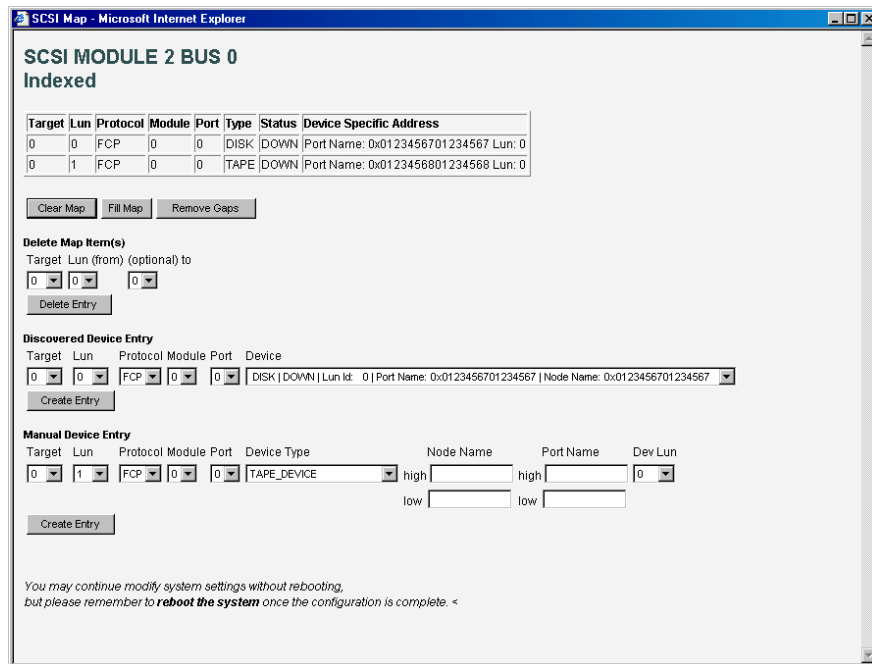 SCSI Map - Microsoft Internet Explorer
SCSI MODULE 2 BUS 0
Indexed
Target Lun Protocol Module Port Type Status Device Specific Address
0 0 FCP 0 0 DISK DOWN Port Name: 0x0123456701234567 Lun: 0
0 1 FCP 0 0 TAPE DOWN Port Name: 0x0123456801234568 Lun: 0
Clear Map Fill Map Remove Gaps
Delete Map Item(s)
Target Lun (from) (optional) to
0 0 0
Delete Entry
Discovered Device Entry
Target Lun Protocol Module Port Device
0 0 FCP 0 0 DISK | DOWN | Lun Id: 0 | Port Name: 0x0123456701234567 | Node Name: 0x0123456701234567
Create Entry
Manual Device Entry
Target Lun Protocol Module Port Device Type Node Name Port Name Dev Lun
0 1 FCP 0 0 TAPE_DEVICE high high 0
low low
Create Entry
You may continue modify system settings without rebooting,
but please remember to reboot the system once the configuration is complete. <